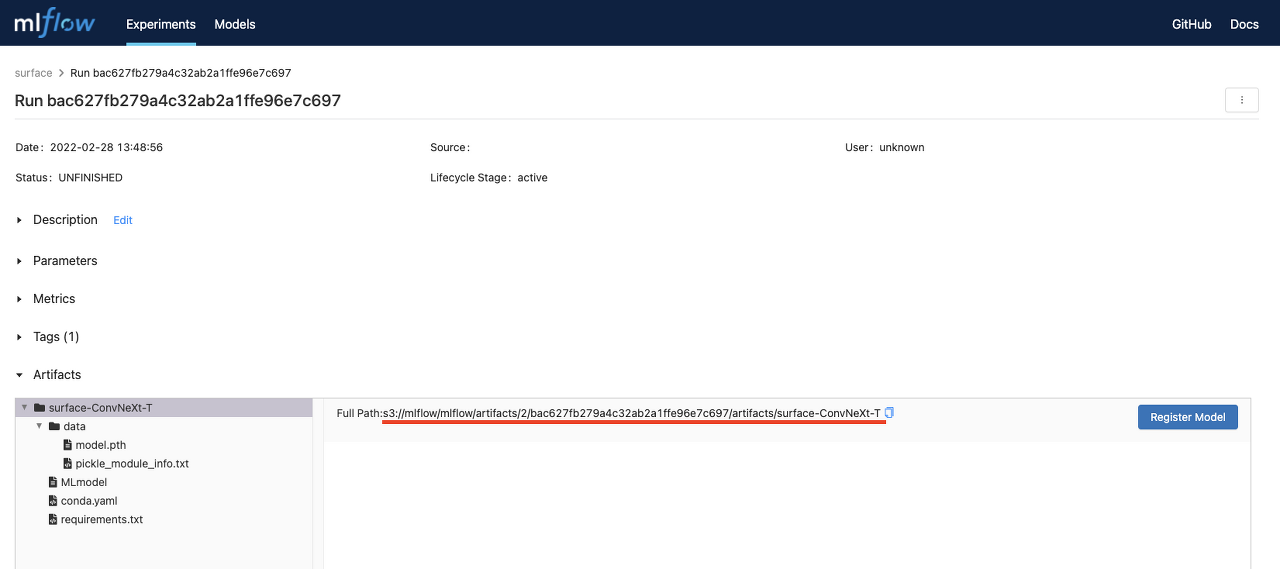 mlflow Experiments Models GitHub Docs
surface > Run bac627fb279a4c32ab2a1ffe96e7c697
Run bac627fb279a4c32ab2a1ffe96e7c697
Date: 2022-02-28 13:48:56 Source: User: unknown
Status: UNFINISHED Lifecycle Stage: active
Description Edit
Parameters
Metrics
Tags (1)
Artifacts
surface-ConvNeXt-T
data
model.pth
pickle_module_info.txt
MLmodel
conda.yaml
requirements.txt
Full Path:s3://mlflow/mlflow/artifacts/2/bac627fb279a4c32ab2a1ffe96e7c697/artifacts/surface-ConvNeXt-T
Register Model